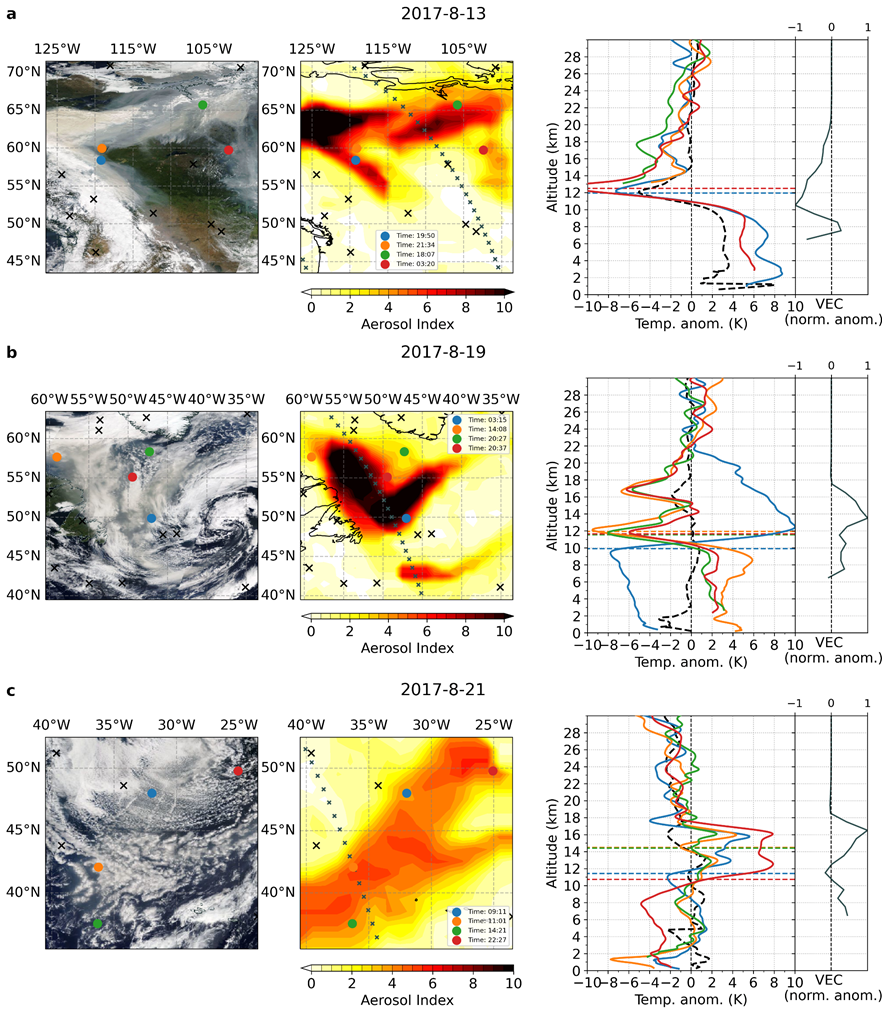 a
2017-8-13
125°W 115°W 105°W
125°W 115°W 105°W
−1 0 1
70°N
65°N
60°N
55°N
50°N
45°N
70°N
65°N
60°N
55°N
50°N
45°N
Time: 19:50
Time: 21:34
Time: 18:07
Time: 03:20
0 2 4 6 8 10
Aerosol Index
Altitude (km)
28
26
24
22
20
18
16
14
12
10
8
6
4
2
0
−10 −8 −6 −4 −2 0 2 4 6 8 10
Temp. anom. (K)
VEC
(norm. anom.)
b
2017-8-19
60°W 55°W 50°W 45°W 40°W 35°W
60°W 55°W 50°W 45°W 40°W 35°W
−1 0 1
60°N
55°N
50°N
45°N
40°N
60°N
55°N
50°N
45°N
40°N
Time: 03:15
Time: 14:08
Time: 20:27
Time: 20:37
0 2 4 6 8 10
Aerosol Index
Altitude (km)
28
26
24
22
20
18
16
14
12
10
8
6
4
2
0
−10 −8 −6 −4 −2 0 2 4 6 8 10
Temp. anom. (K)
VEC
(norm. anom.)
c
2017-8-21
40°W 35°W 30°W 25°W
40°W 35°W 30°W 25°W
−1 0 1
50°N
45°N
40°N
50°N
45°N
40°N
Time: 09:11
Time: 11:01
Time: 14:21
Time: 22:27
0 2 4 6 8 10
Aerosol Index
Altitude (km)
28
26
24
22
20
18
16
14
12
10
8
6
4
2
0
−10 −8 −6 −4 −2 0 2 4 6 8 10
Temp. anom. (K)
VEC
(norm. anom.)